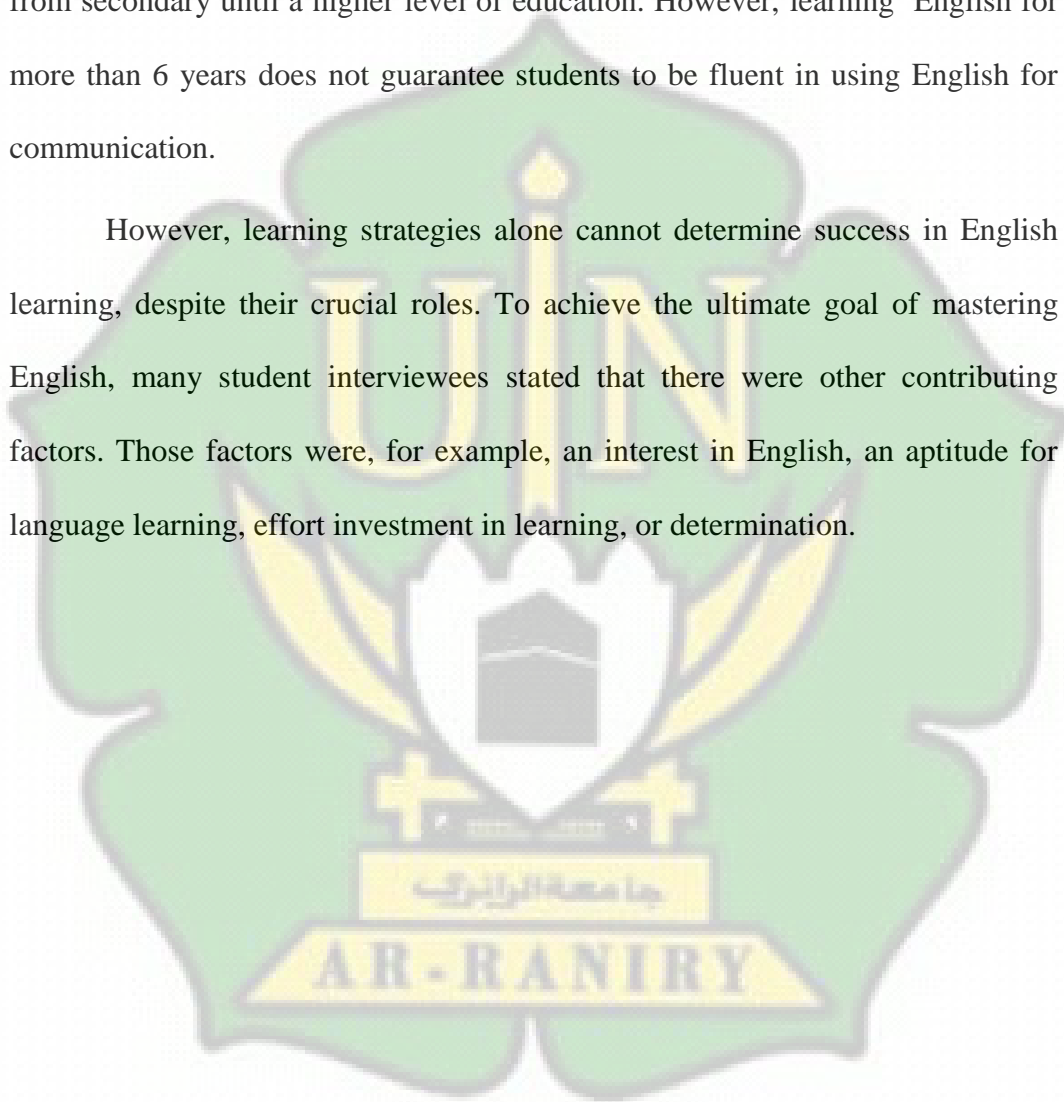 from secondary until a higher level of education. However, learning English for
more than 6 years does not guarantee students to be fluent in using English for
communication.
However, learning strategies alone cannot determine success in English
learning, despite their crucial roles. To achieve the ultimate goal of mastering
English, many student interviewees stated that there were other contributing
factors. Those factors were, for example, an interest in English, an aptitude for
language learning, effort investment in learning, or determination.
UIN
جامعة الرانري
AR-RANIRY